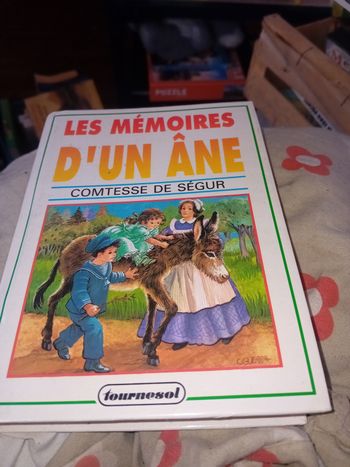 PUZZLE
LES MÉMOIRES
D'UN ÂNE
COMTESSE DE SÉGUR
tournesol